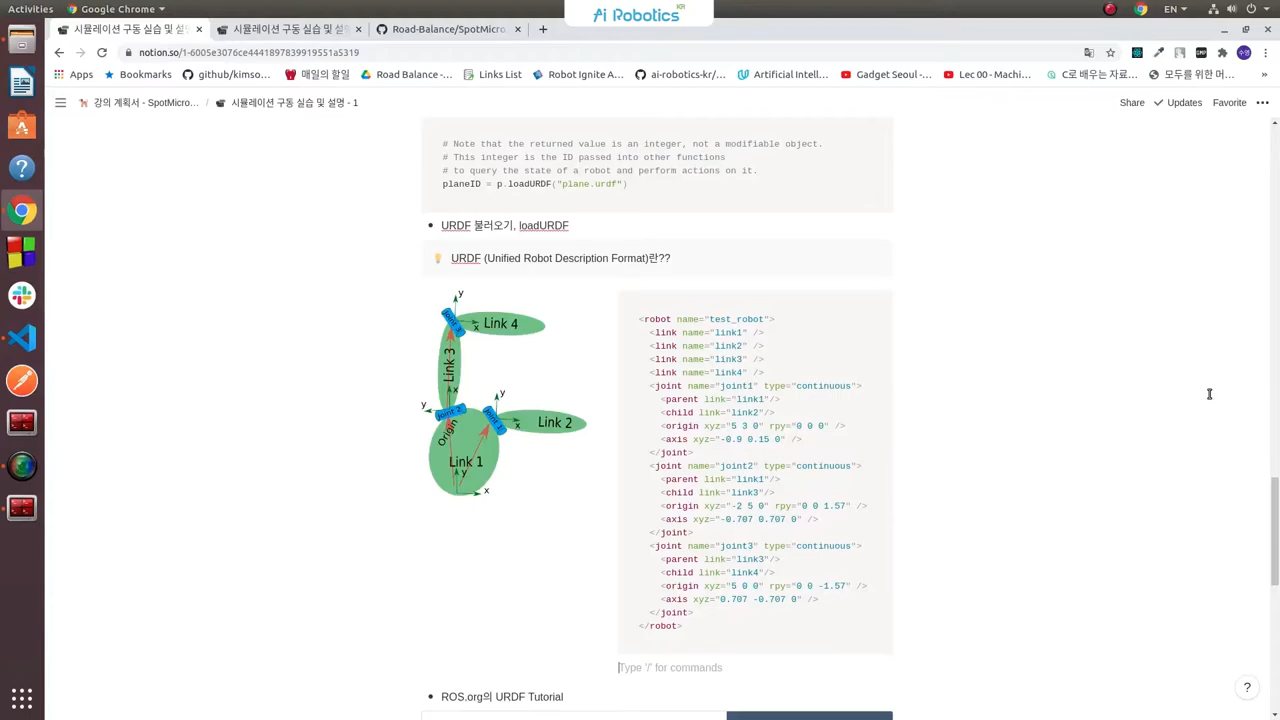 Activities
Google Chrome
Ai Robotics KR
EN
시뮬레이션 구동 실습 및 설명
시뮬레이션 구동 실습 및 설명
Road-Balance/SpotMicro
notion.so/1-6005e3076ce4441897839919551a5319
수영
Apps
Bookmarks
github/kimso...
매일의 할일
Road Balance -...
Links List
Robot Ignite A...
ai-robotics-kr/...
Artificial Intell...
Gadget Seoul -...
Lec 00 - Machi...
C로 배우는 자료...
모두를 위한 머...
»
강의 계획서 - SpotMicro... / 시뮬레이션 구동 실습 및 설명 - 1
Share
Updates
Favorite
# Note that the returned value is an integer, not a modifiable object.
# This integer is the ID passed into other functions
# to query the state of a robot and perform actions on it.
planeID = p.loadURDF("plane.urdf")
URDF 불러오기, loadURDF
URDF (Unified Robot Description Format)란??
y
x
Joint 3
Link 4
Link 3
x
y
Joint 2
y
Joint 1
x
Link 2
Origin
Link 1
y
x
<robot name="test_robot">
<link name="link1" />
<link name="link2" />
<link name="link3" />
<link name="link4" />
<joint name="joint1" type="continuous">
<parent link="link1"/>
<child link="link2"/>
<origin xyz="5 3 0" rpy="0 0 0" />
<axis xyz="-0.9 0.15 0" />
</joint>
<joint name="joint2" type="continuous">
<parent link="link1"/>
<child link="link3"/>
<origin xyz="-2 5 0" rpy="0 0 1.57" />
<axis xyz="-0.707 0.707 0" />
</joint>
<joint name="joint3" type="continuous">
<parent link="link3"/>
<child link="link4"/>
<origin xyz="5 0 0" rpy="0 0 -1.57" />
<axis xyz="0.707 -0.707 0" />
</joint>
</robot>
Type '/' for commands
ROS.org의 URDF Tutorial
?